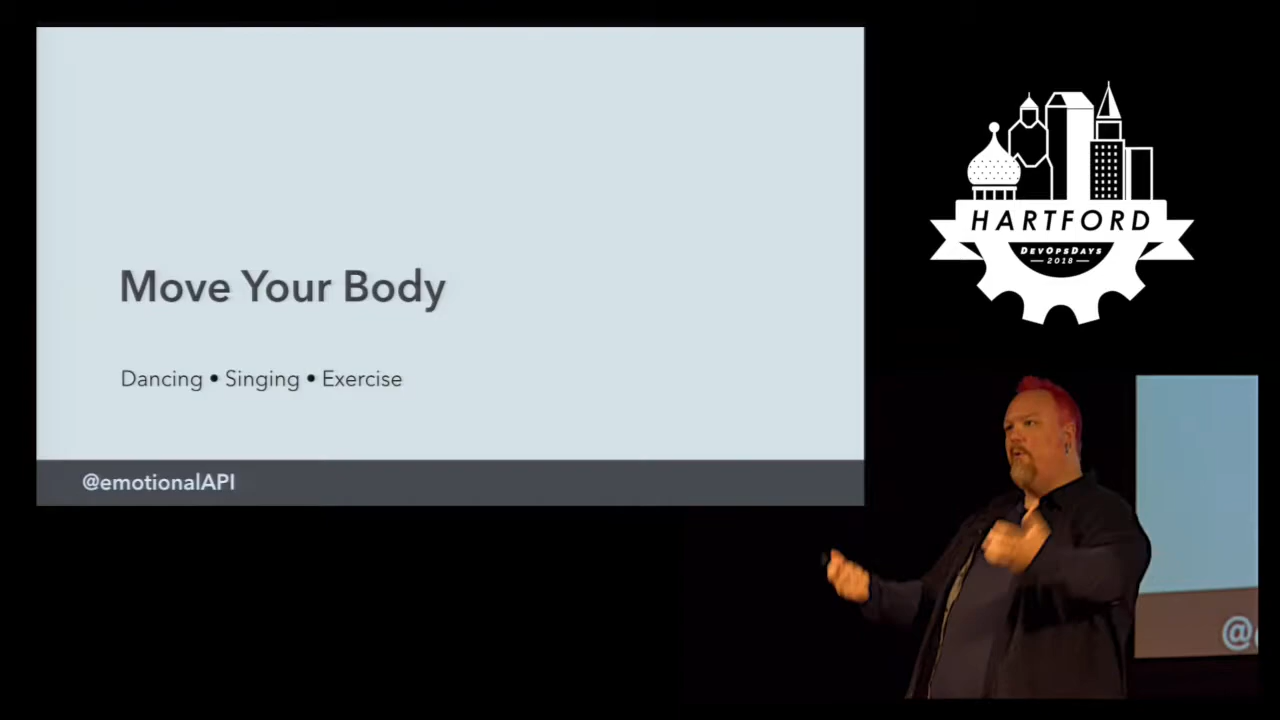 Move Your Body
Dancing • Singing • Exercise
@emotionalAPI
HARTFORD
DEVOPSDAYS
2018
@